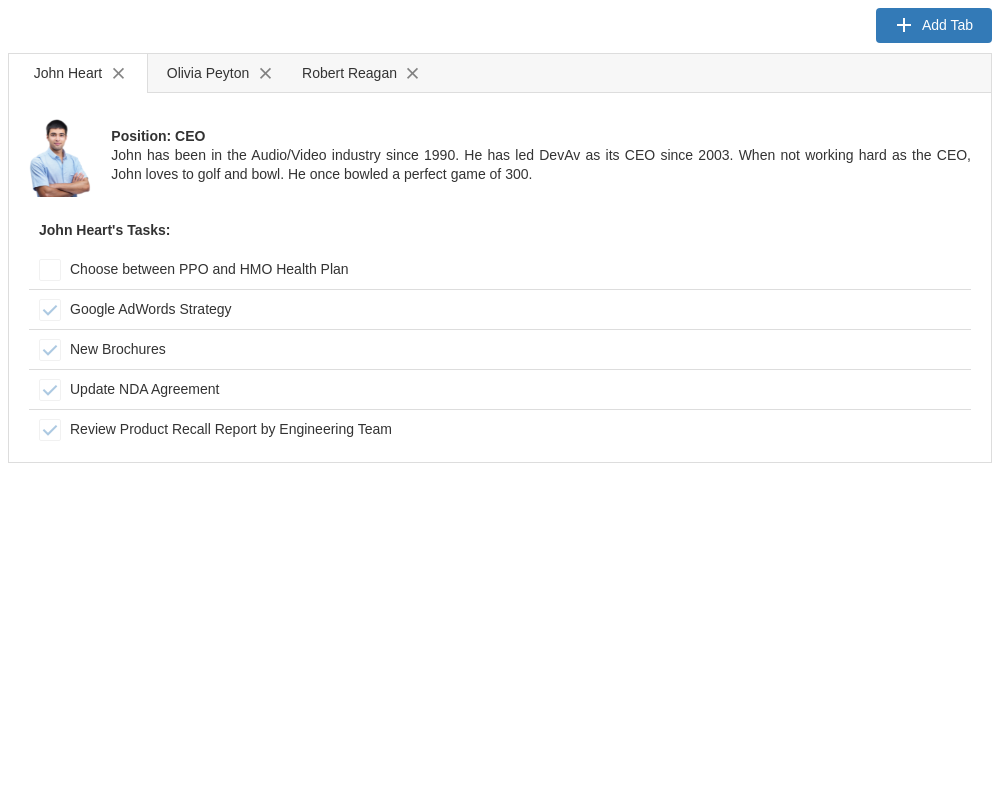 Add Tab
John Heart
Olivia Peyton
Robert Reagan
Position: CEO
John has been in the Audio/Video industry since 1990. He has led DevAv as its CEO since 2003. When not working hard as the CEO,
John loves to golf and bowl. He once bowled a perfect game of 300.
John Heart's Tasks:
Choose between PPO and HMO Health Plan
Google AdWords Strategy
New Brochures
Update NDA Agreement
Review Product Recall Report by Engineering Team